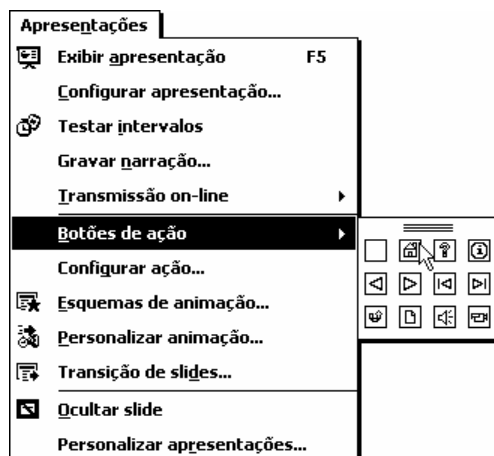 Apresentações
Exibir apresentação F5
Configurar apresentação...
Testar intervalos
Gravar narração...
Transmissão on-line
Botões de ação
Configurar ação...
Esquemas de animação...
Personalizar animação...
Transição de slides...
Ocultar slide
Personalizar apresentações...